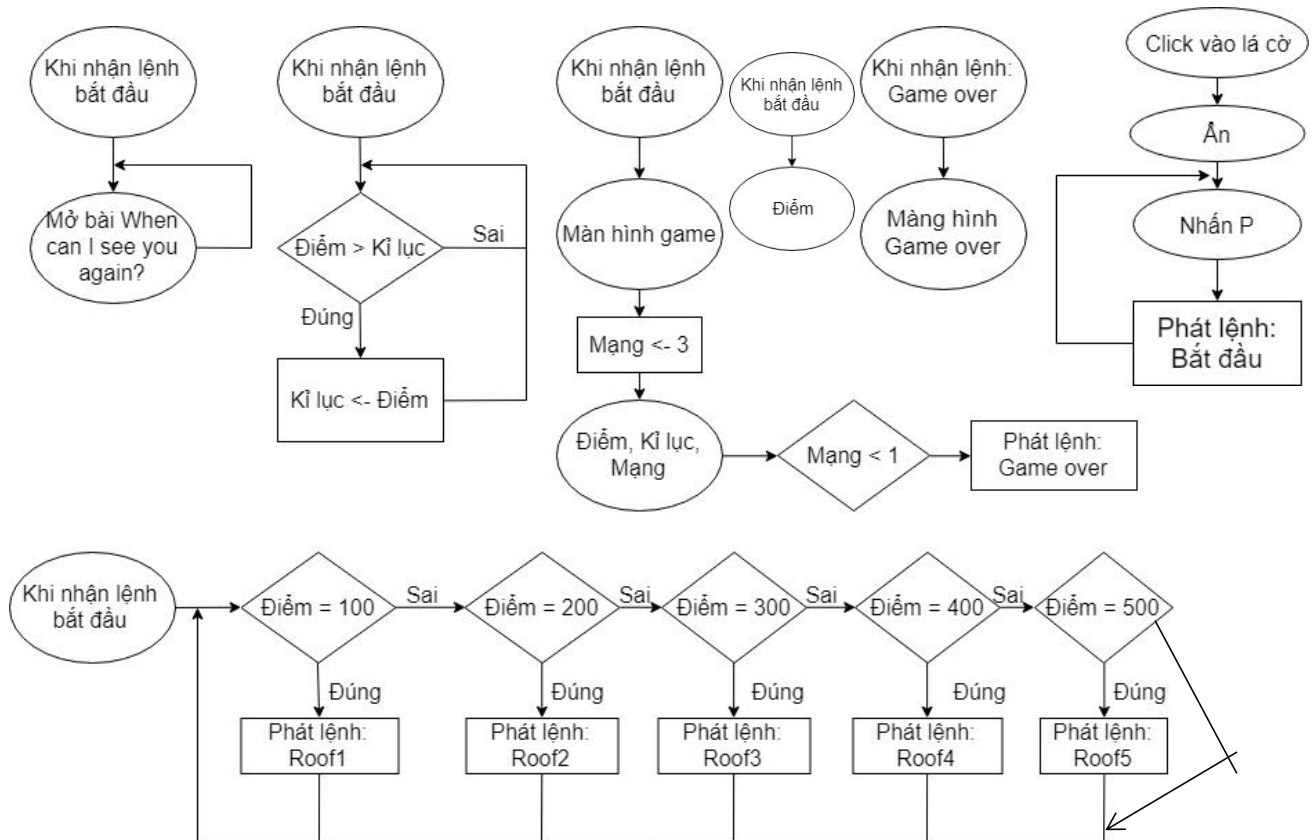 Khi nhận lệnh
bắt đầu
Mở bài When
can I see you
again?
Khi nhận lệnh
bắt đầu
Điểm > Kỉ lục
Sai
Đúng
Kỉ lục <- Điểm
Khi nhận lệnh
bắt đầu
Màn hình game
Mạng <- 3
Điểm, Kỉ lục,
Mạng
Mạng < 1
Phát lệnh:
Game over
Khi nhận lệnh
bắt đầu
Điểm
Khi nhận lệnh:
Game over
Màng hình
Game over
Click vào lá cờ
Ẩn
Nhấn P
Phát lệnh:
Bắt đầu
Khi nhận lệnh
bắt đầu
Điểm = 100
Sai
Điểm = 200
Sai
Điểm = 300
Sai
Điểm = 400
Sai
Điểm = 500
Đúng
Đúng
Đúng
Đúng
Đúng
Phát lệnh:
Roof1
Phát lệnh:
Roof2
Phát lệnh:
Roof3
Phát lệnh:
Roof4
Phát lệnh:
Roof5